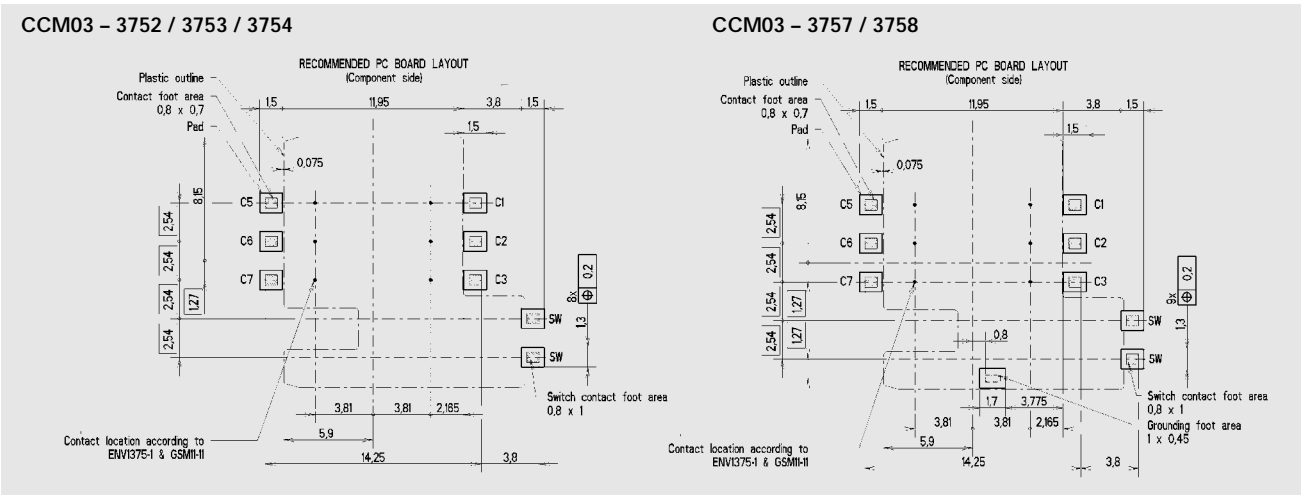 CCM03 – 3752 / 3753 / 3754
RECOMMENDED PC BOARD LAYOUT
(Component side)
Plastic outline
Contact foot area
0,8 x 0,7
Pad
1,5
11,95
3,8
1,5
1,5
0,075
8,15
C5
C1
2,54
C6
C2
2,54
C7
C3
2,54
1,27
8x
0,2
1,3
SW
2,54
SW
Switch contact foot area
0,8 x 1
3,81
3,81
2,165
Contact location according to
ENV1375-1 & GSM11-11
5,9
14,25
3,8
CCM03 – 3757 / 3758
RECOMMENDED PC BOARD LAYOUT
(Component side)
Plastic outline
Contact foot area
0,8 x 0,7
Pad
1,5
11,95
3,8
1,5
1,5
0,075
8,15
C5
C1
2,54
C6
C2
2,54
C7
C3
2,54
1,27
9x
0,2
1,3
SW
2,54
1,27
0,8
SW
Switch contact foot area
0,8 x 1
1,7
3,775
Grounding foot area
1 x 0,45
3,81
3,81
2,165
Contact location according to
ENV1375-1 & GSM11-11
5,9
14,25
3,8